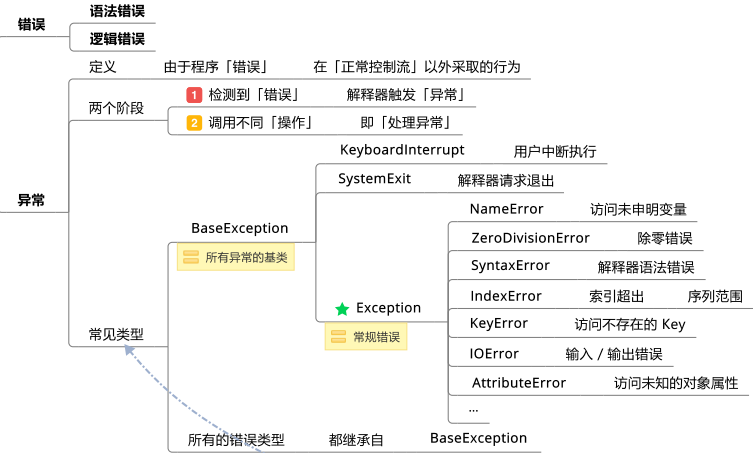 语法错误
错误
逻辑错误
定义 由于程序「错误」 在「正常控制流」以外采取的行为
1 检测到「错误」 解释器触发「异常」
两个阶段
2 调用不同「操作」 即「处理异常」
KeyboardInterrupt 用户中断执行
SystemExit 解释器请求退出
异常
NameError 访问未申明变量
BaseException
ZeroDivisionError 除零错误
所有异常的基类
SyntaxError 解释器语法错误
IndexError 索引超出 序列范围
Exception
KeyError 访问不存在的 Key
常见类型
常规错误
IOError 输入 / 输出错误
AttributeError 访问未知的对象属性
...
所有的错误类型 都继承自 BaseException